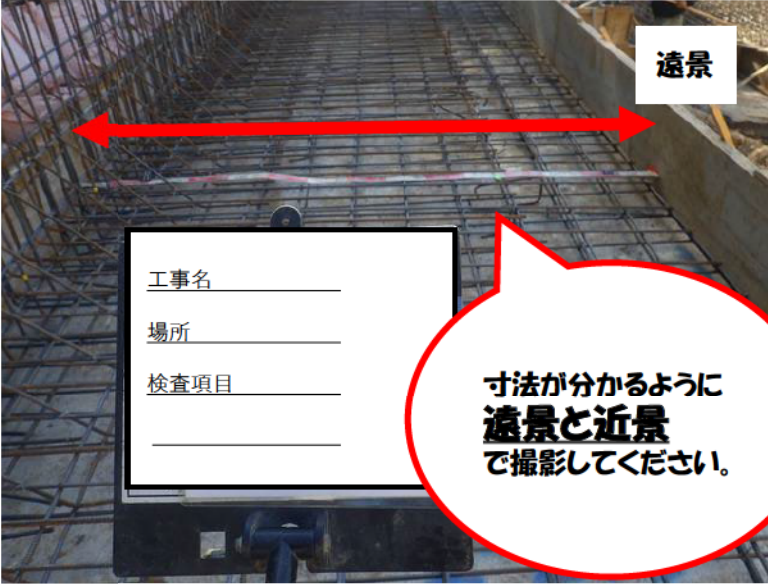 遠景
工事名
場所
検査項目
寸法が分かるように
遠景と近景
で撮影してください。